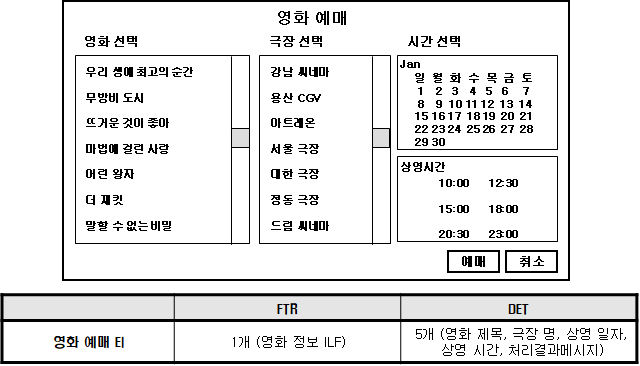 영화 예매
영화 선택
극장 선택
시간 선택
우리 생에 최고의 순간
무방비 도시
뜨거운 것이 좋아
마법에 걸린 사랑
어린 왕자
더 재킷
말할 수 없는 비밀
강남 씨네마
용산 CGV
아트레온
서울 극장
대한 극장
정동 극장
드림 씨네마
Jan
일 월 화 수 목 금 토
1 2 3 4 5 6 7
8 9 10 11 12 13 14
15 16 17 18 19 20 21
22 23 24 25 26 27 28
29 30
상영시간
10:00 12:30
15:00 18:00
20:30 23:00
예매 취소
FTR DET
영화 예매 EI 1개 (영화 정보 ILF) 5개 (영화 제목, 극장 명, 상영 일자,
상영 시간, 처리결과메시지)